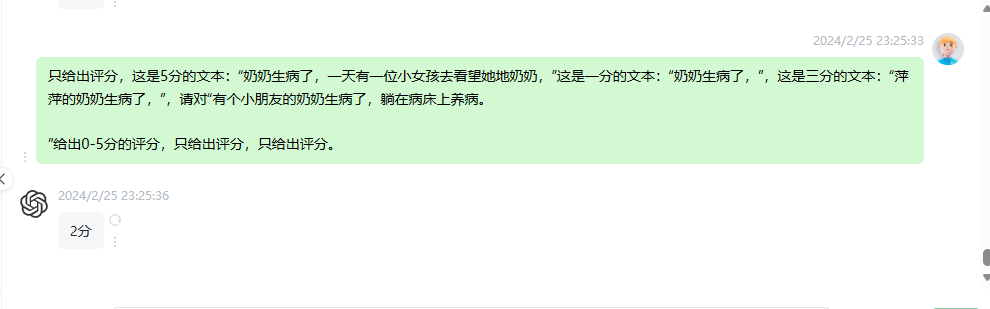 2024/2/25 23:25:33
只给出评分，这是5分的文本：“奶奶生病了，一天有一位小女孩去看望她地奶奶，”这是一分的文本：“奶奶生病了，”，这是三分的文本：“萍
萍的奶奶生病了，”，请对“有个小朋友的奶奶生病了，躺在病床上养病。
”给出0-5分的评分，只给出评分，只给出评分。
2024/2/25 23:25:36
2分